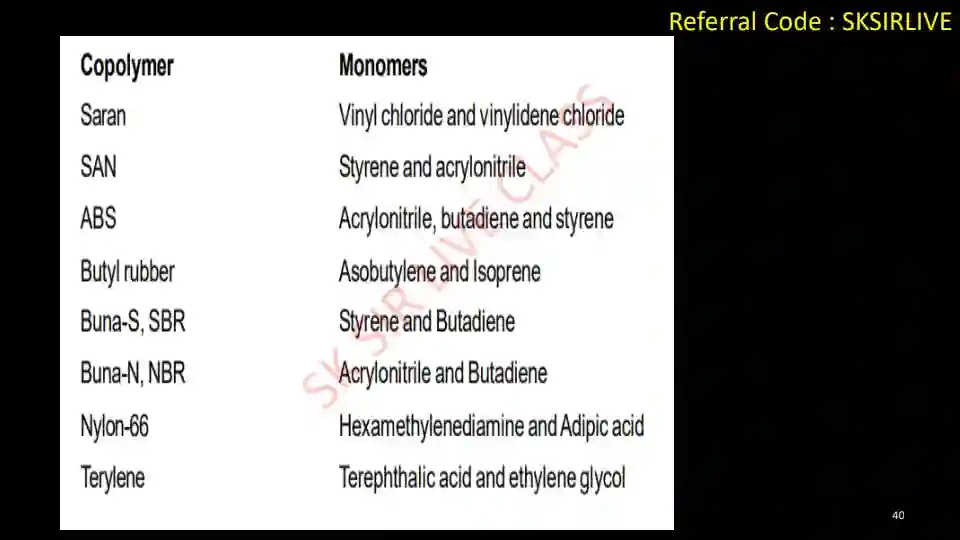 Referral Code : SKSIRLIVE
Copolymer Monomers
Saran Vinyl chloride and vinylidene chloride
SAN Styrene and acrylonitrile
ABS Acrylonitrile, butadiene and styrene
Butyl rubber Asobutylene and Isoprene
Buna-S, SBR Styrene and Butadiene
Buna-N, NBR Acrylonitrile and Butadiene
Nylon-66 Hexamethylenediamine and Adipic acid
Terylene Terephthalic acid and ethylene glycol
SK SIR LIVE CLASS
40